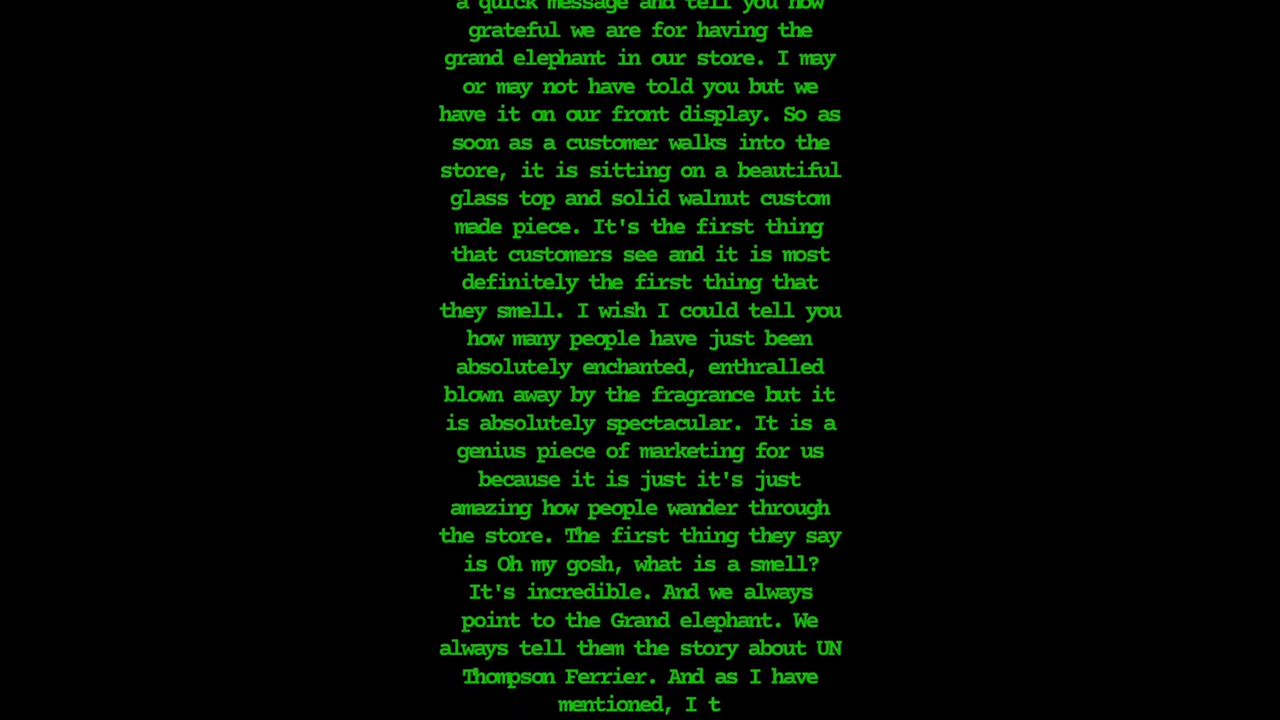 a quick message and tell you how
grateful we are for having the
grand elephant in our store. I may
or may not have told you but we
have it on our front display. So as
soon as a customer walks into the
store, it is sitting on a beautiful
glass top and solid walnut custom
made piece. It's the first thing
that customers see and it is most
definitely the first thing that
they smell. I wish I could tell you
how many people have just been
absolutely enchanted, enthralled
blown away by the fragrance but it
is absolutely spectacular. It is a
genius piece of marketing for us
because it is just it's just
amazing how people wander through
the store. The first thing they say
is Oh my gosh, what is a smell?
It's incredible. And we always
point to the Grand elephant. We
always tell them the story about UN
Thompson Ferrier. And as I have
mentioned, I t